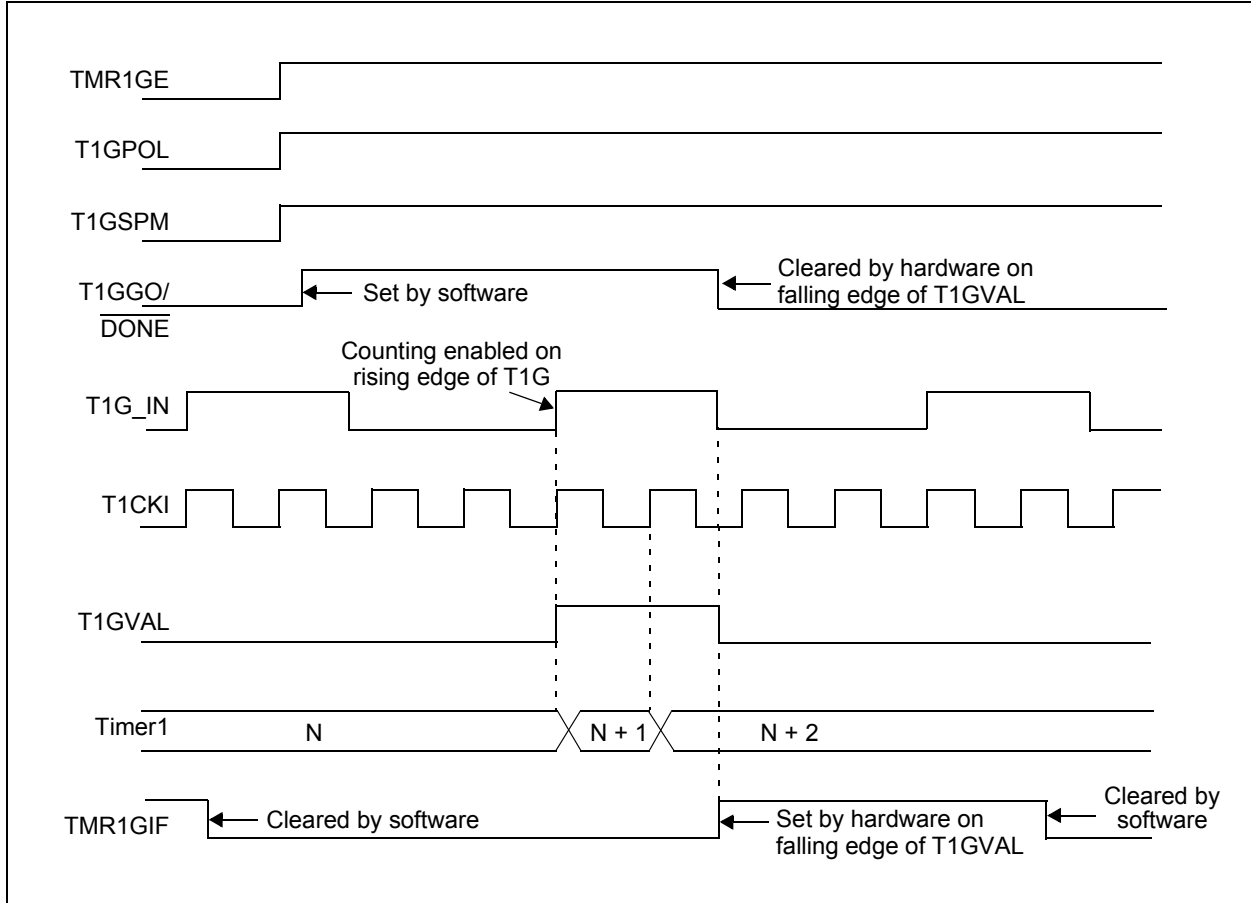 TMR1GE
T1GPOL
T1GSPM
T1GGO/
DONE
Set by software
Cleared by hardware on
falling edge of T1GVAL
Counting enabled on
rising edge of T1G
T1G_IN
T1CKI
T1GVAL
Timer1
N
N + 1
N + 2
TMR1GIF
Cleared by software
Set by hardware on
falling edge of T1GVAL
Cleared by
software